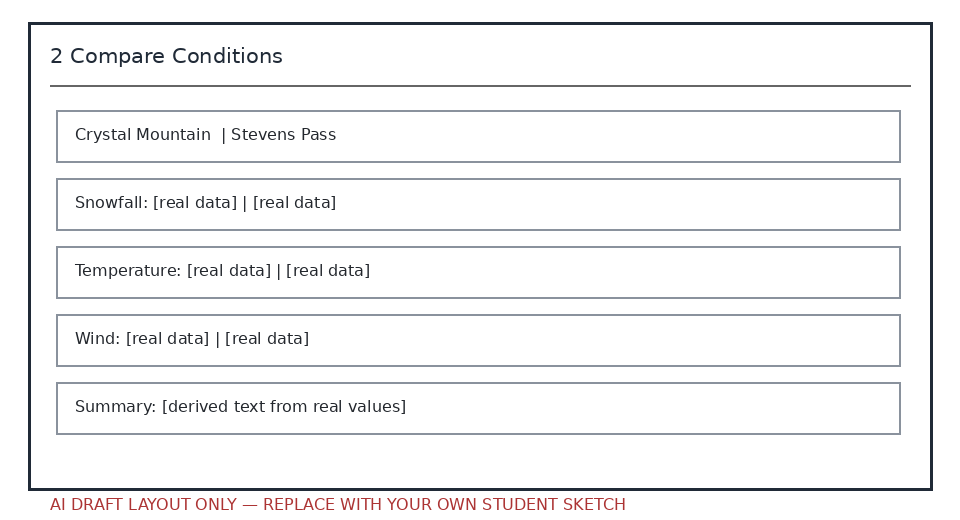 2 Compare Conditions
Crystal Mountain | Stevens Pass
Snowfall: [real data] | [real data]
Temperature: [real data] | [real data]
Wind: [real data] | [real data]
Summary: [derived text from real values]
AI DRAFT LAYOUT ONLY — REPLACE WITH YOUR OWN STUDENT SKETCH